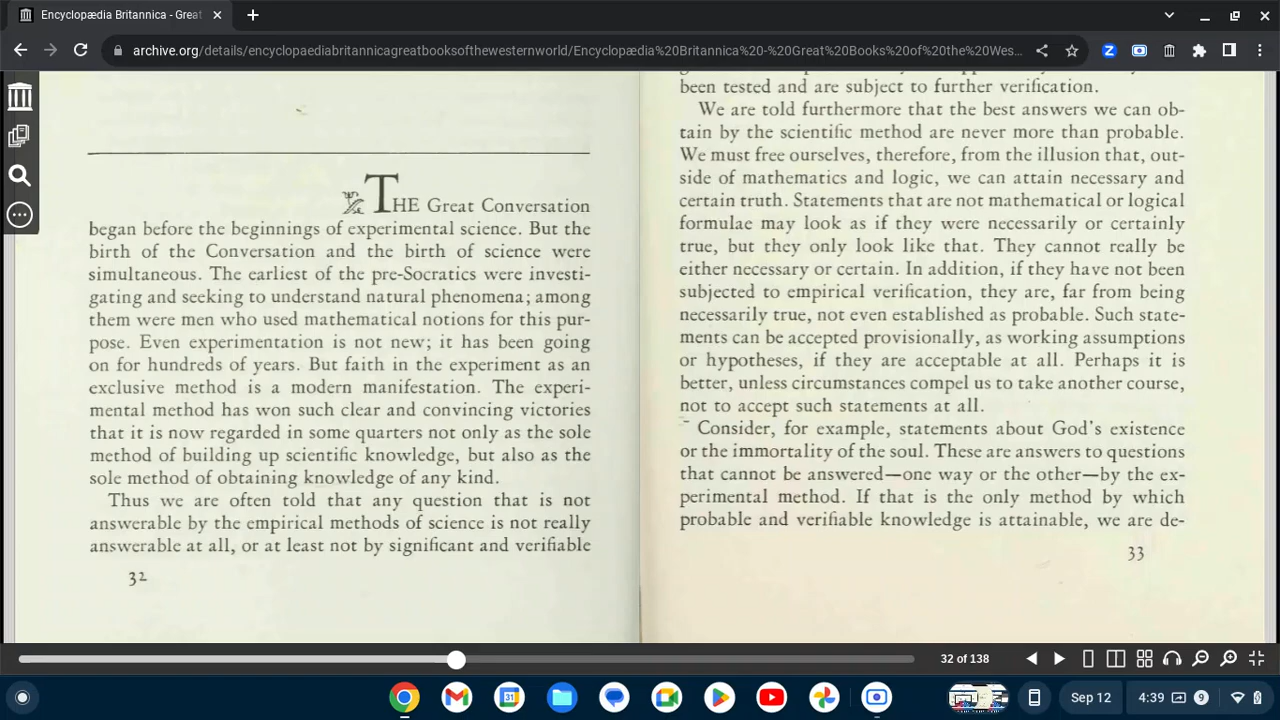 Encyclopædia Britannica - Great
archive.org/details/encyclopaediabritannicagreatbooksofthewesternworld/Encyclopædia%20Britannica%20-%20Great%20Books%20of%20the%20Wes...
THE Great Conversation
began before the beginnings of experimental science. But the
birth of the Conversation and the birth of science were
simultaneous. The earliest of the pre-Socratics were investi-
gating and seeking to understand natural phenomena; among
them were men who used mathematical notions for this pur-
pose. Even experimentation is not new; it has been going
on for hundreds of years. But faith in the experiment as an
exclusive method is a modern manifestation. The experi-
mental method has won such clear and convincing victories
that it is now regarded in some quarters not only as the sole
method of building up scientific knowledge, but also as the
sole method of obtaining knowledge of any kind.
Thus we are often told that any question that is not
answerable by the empirical methods of science is not really
answerable at all, or at least not by significant and verifiable
32
been tested and are subject to further verification.
We are told furthermore that the best answers we can ob-
tain by the scientific method are never more than probable.
We must free ourselves, therefore, from the illusion that, out-
side of mathematics and logic, we can attain necessary and
certain truth. Statements that are not mathematical or logical
formulae may look as if they were necessarily or certainly
true, but they only look like that. They cannot really be
either necessary or certain. In addition, if they have not been
subjected to empirical verification, they are, far from being
necessarily true, not even established as probable. Such state-
ments can be accepted provisionally, as working assumptions
or hypotheses, if they are acceptable at all. Perhaps it is
better, unless circumstances compel us to take another course,
not to accept such statements at all.
Consider, for example, statements about God's existence
or the immortality of the soul. These are answers to questions
that cannot be answered—one way or the other—by the ex-
perimental method. If that is the only method by which
probable and verifiable knowledge is attainable, we are de-
33
32 of 138
Sep 12
4:39
9